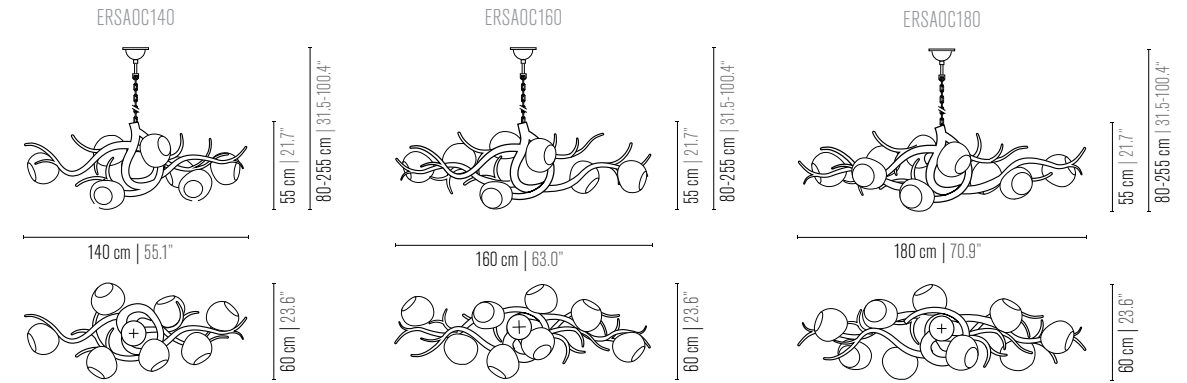 ERSAOC140
55 cm | 21.7"
80-255 cm | 31.5-100.4"
140 cm | 55.1"
60 cm | 23.6"
ERSAOC160
55 cm | 21.7"
80-255 cm | 31.5-100.4"
160 cm | 63.0"
60 cm | 23.6"
ERSAOC180
55 cm | 21.7"
80-255 cm | 31.5-100.4"
180 cm | 70.9"
60 cm | 23.6"